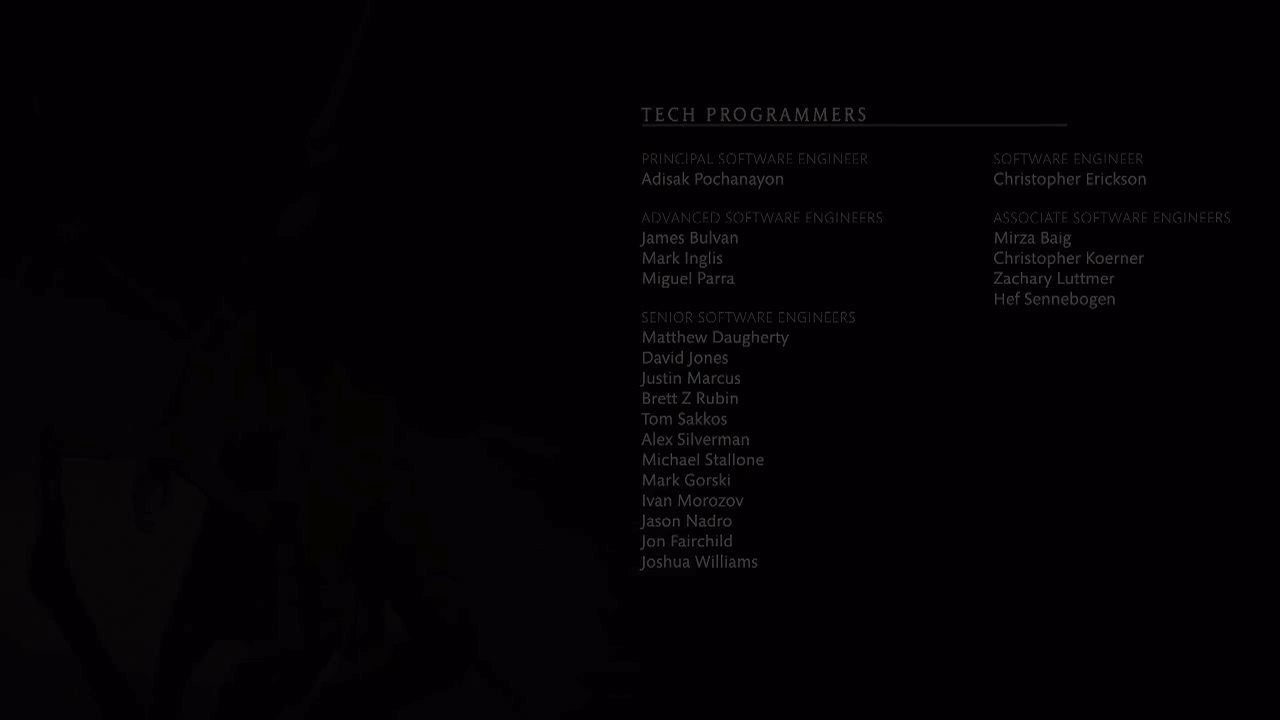 TECH PROGRAMMERS
PRINCIPAL SOFTWARE ENGINEER
Adisak Pochanayon
ADVANCED SOFTWARE ENGINEERS
James Bulvan
Mark Inglis
Miguel Parra
SENIOR SOFTWARE ENGINEERS
Matthew Daugherty
David Jones
Justin Marcus
Brett Z Rubin
Tom Sakkos
Alex Silverman
Michael Stallone
Mark Gorski
Ivan Morozov
Jason Nadro
Jon Fairchild
Joshua Williams
SOFTWARE ENGINEER
Christopher Erickson
ASSOCIATE SOFTWARE ENGINEERS
Mirza Baig
Christopher Koerner
Zachary Luttmer
Hef Sennebogen